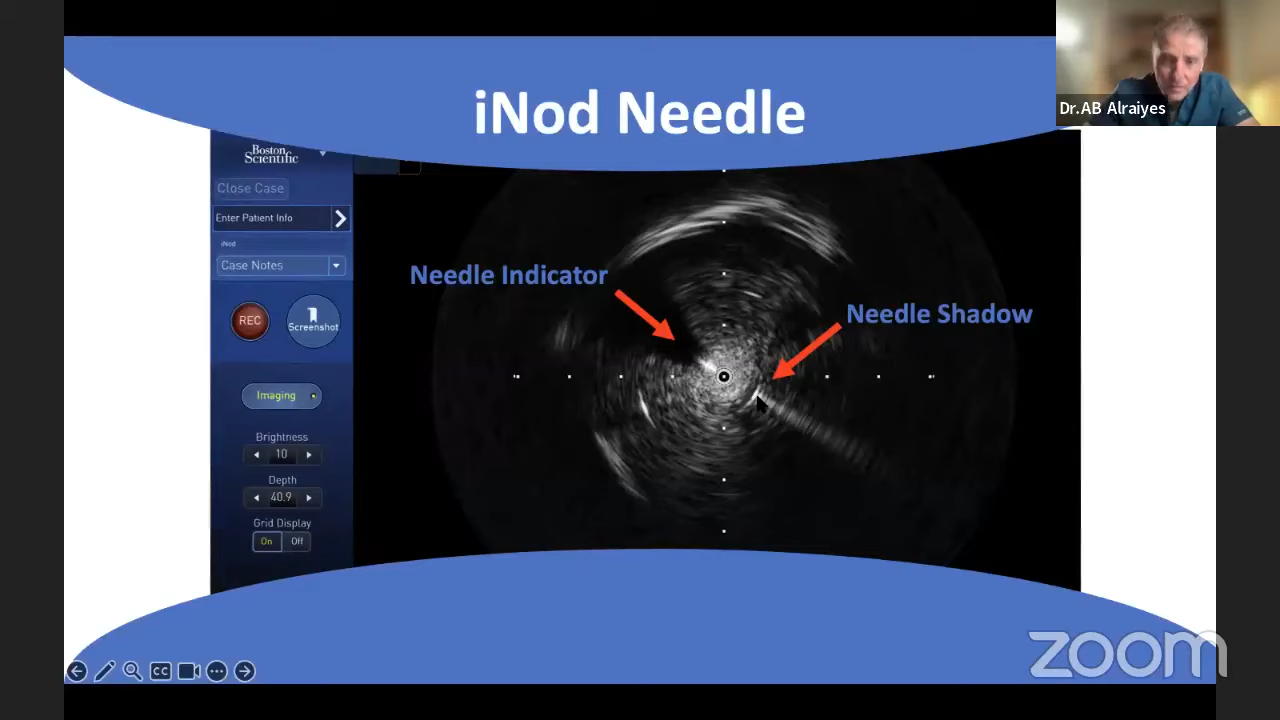 iNod Needle
Dr.AB Alraiyes
Boston
Scientific
Close Case
Enter Patient Info
iNod
Case Notes
REC
Screenshot
Imaging
Brightness
10
Depth
40.9
Grid Display
On Off
Needle Indicator
Needle Shadow
CC
zoom